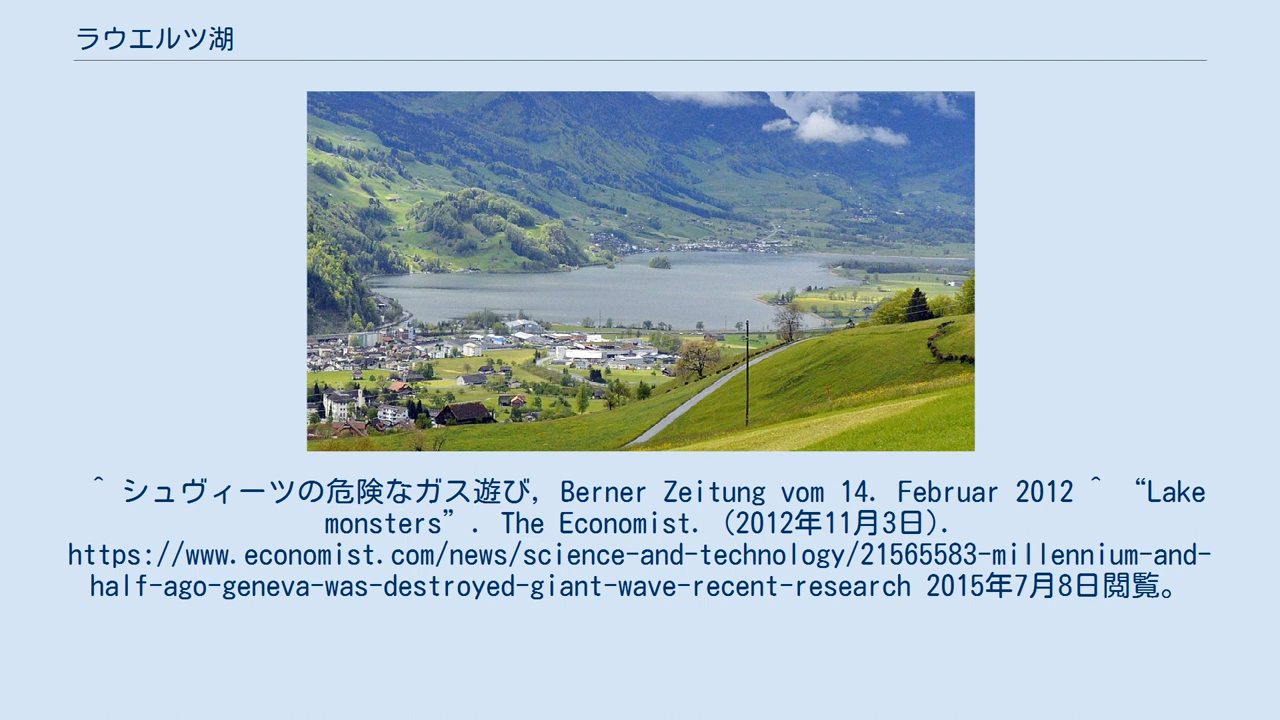 ラウエルツ湖
^ シュヴィーツの危険なガス遊び, Berner Zeitung vom 14. Februar 2012 ^ “Lake
monsters”. The Economist. (2012年11月3日).
https://www.economist.com/news/science-and-technology/21565583-millennium-and-
half-ago-geneva-was-destroyed-giant-wave-recent-research 2015年7月8日閲覧。